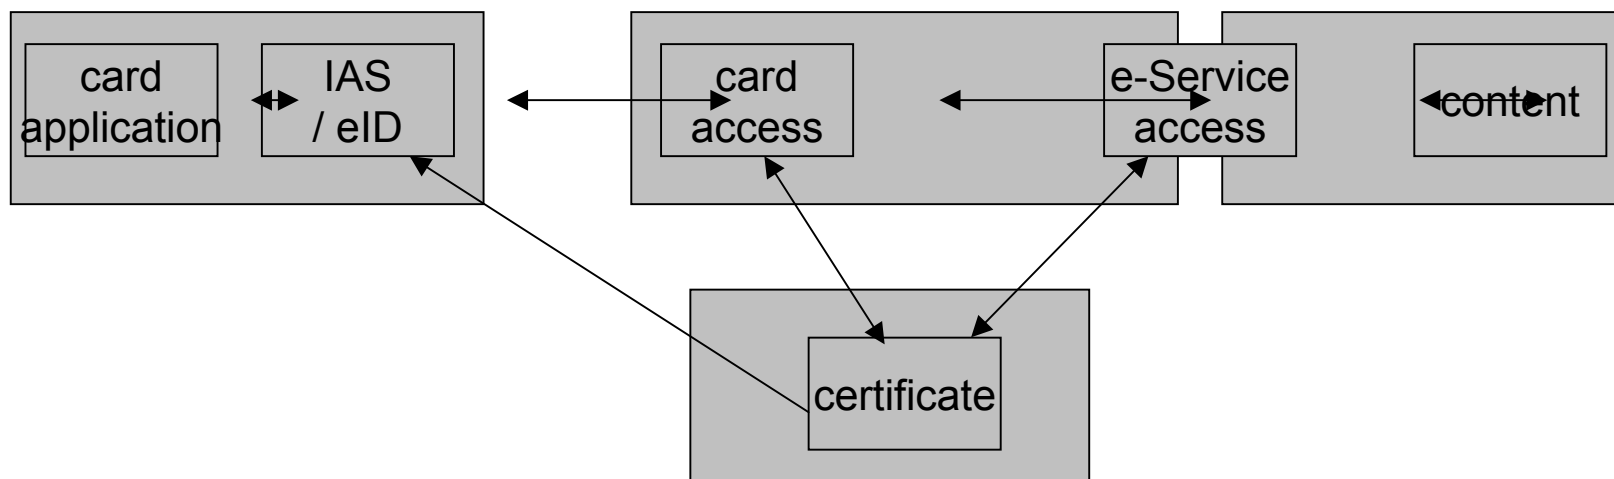 card
application
IAS
/ eID
card
access
e-Service
access
content
certificate